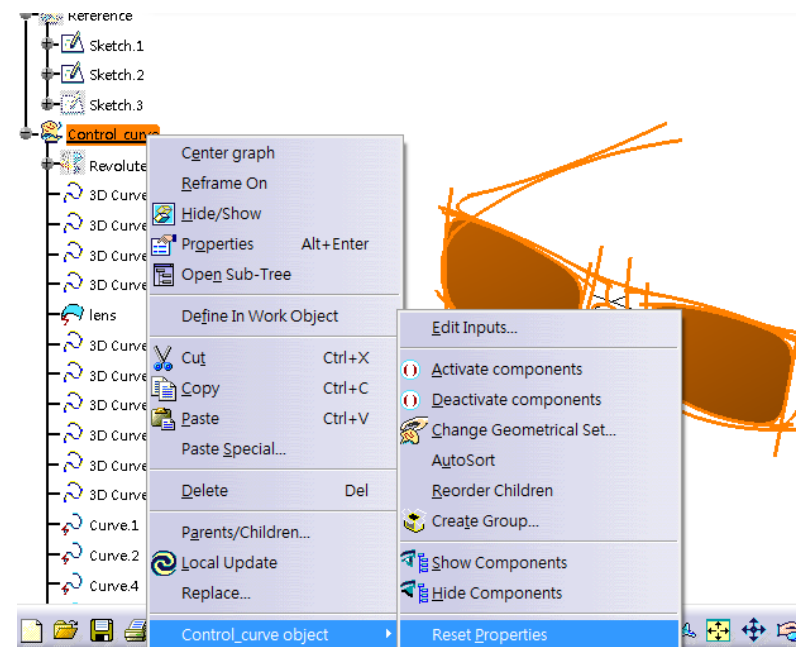 Reference
Sketch.1
Sketch.2
Sketch.3
Control_curve
Revolute
3D Curve
3D Curve
3D Curve
3D Curve
lens
3D Curve
3D Curve
3D Curve
3D Curve
3D Curve
3D Curve
Curve.1
Curve.2
Curve.4
Center graph
Reframe On
Hide/Show
Properties Alt+Enter
Open Sub-Tree
Define In Work Object
Cut Ctrl+X
Copy Ctrl+C
Paste Ctrl+V
Paste Special...
Delete Del
Parents/Children...
Local Update
Replace...
Control_curve object
Edit Inputs...
Activate components
Deactivate components
Change Geometrical Set...
AutoSort
Reorder Children
Create Group...
Show Components
Hide Components
Reset Properties